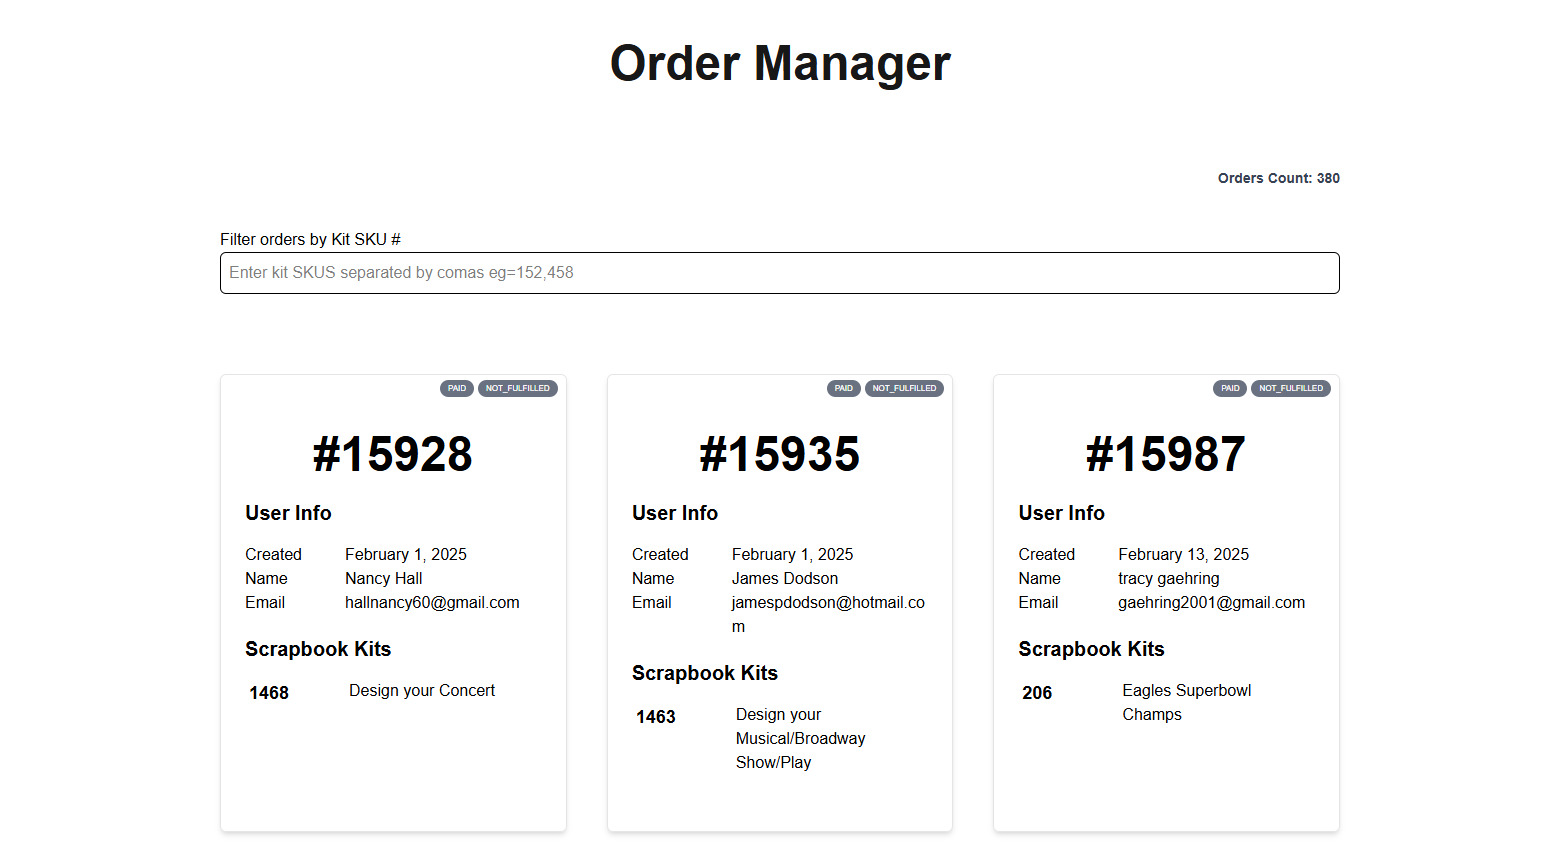 Order Manager
Orders Count: 380
Filter orders by Kit SKU #
Enter kit SKUS separated by comas eg=152,458
PAID NOT_FULFILLED
#15928
User Info
Created February 1, 2025
Name Nancy Hall
Email hallnancy60@gmail.com
Scrapbook Kits
1468 Design your Concert
PAID NOT_FULFILLED
#15935
User Info
Created February 1, 2025
Name James Dodson
Email jamespdodson@hotmail.co
m
Scrapbook Kits
1463 Design your
Musical/Broadway
Show/Play
PAID NOT_FULFILLED
#15987
User Info
Created February 13, 2025
Name tracy gaehring
Email gaehring2001@gmail.com
Scrapbook Kits
206 Eagles Superbowl
Champs